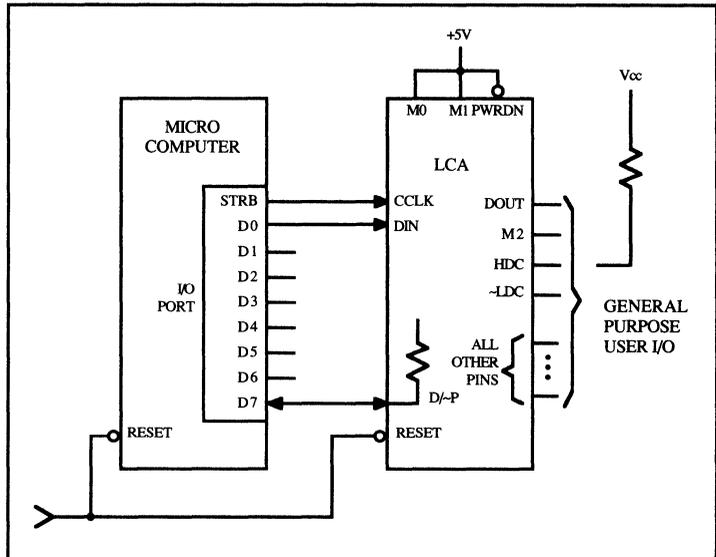 +5V
Vcc
M0 M1 PWRDN
MICRO
COMPUTER
LCA
STRB
CCLK
DOUT
D0
DIN
M2
D1
HDC
D2
~LDC
I/O
PORT
D3
GENERAL
PURPOSE
USER I/O
D4
ALL
OTHER
PINS
D5
D6
D7
D/~P
RESET
RESET